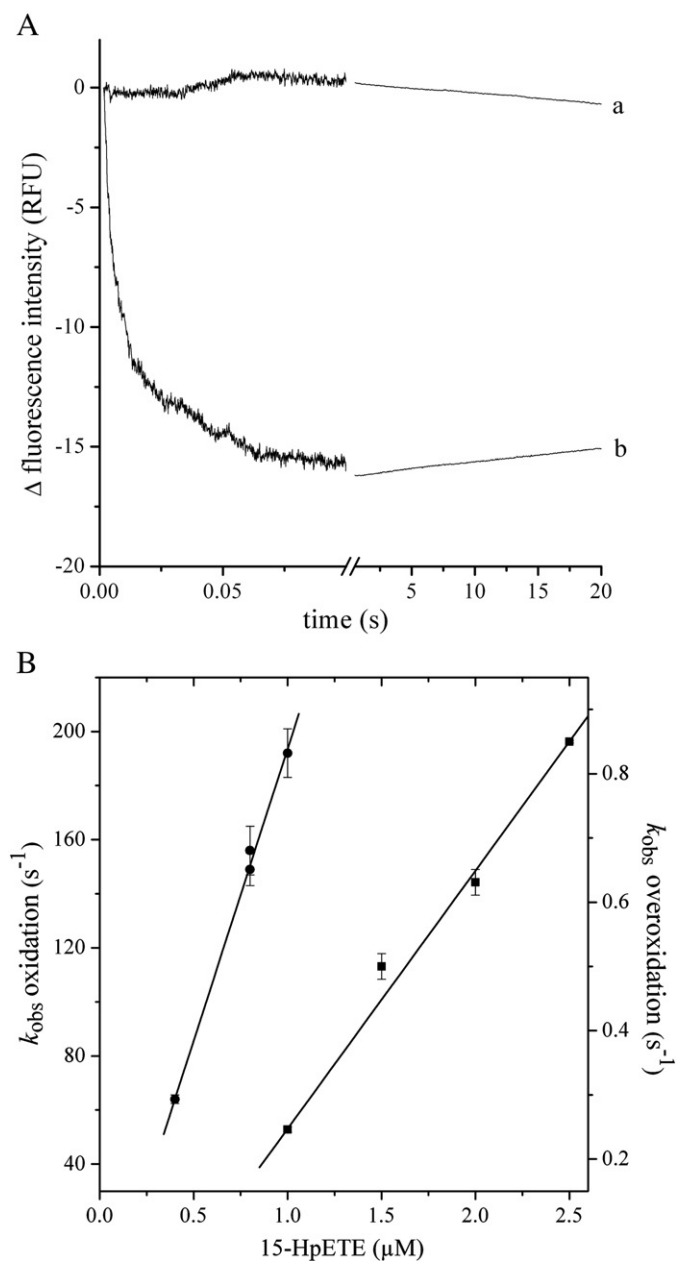 A
Δ fluorescence intensity (RFU)
0
-5
-10
-15
-20
a
b
0.00 0.05 5 10 15 20
time (s)
B
k_obs oxidation (s⁻¹)
200
160
120
80
40
k_obs overoxidation (s⁻¹)
0.8
0.6
0.4
0.2
0.0 0.5 1.0 1.5 2.0 2.5
15-HpETE (μM)